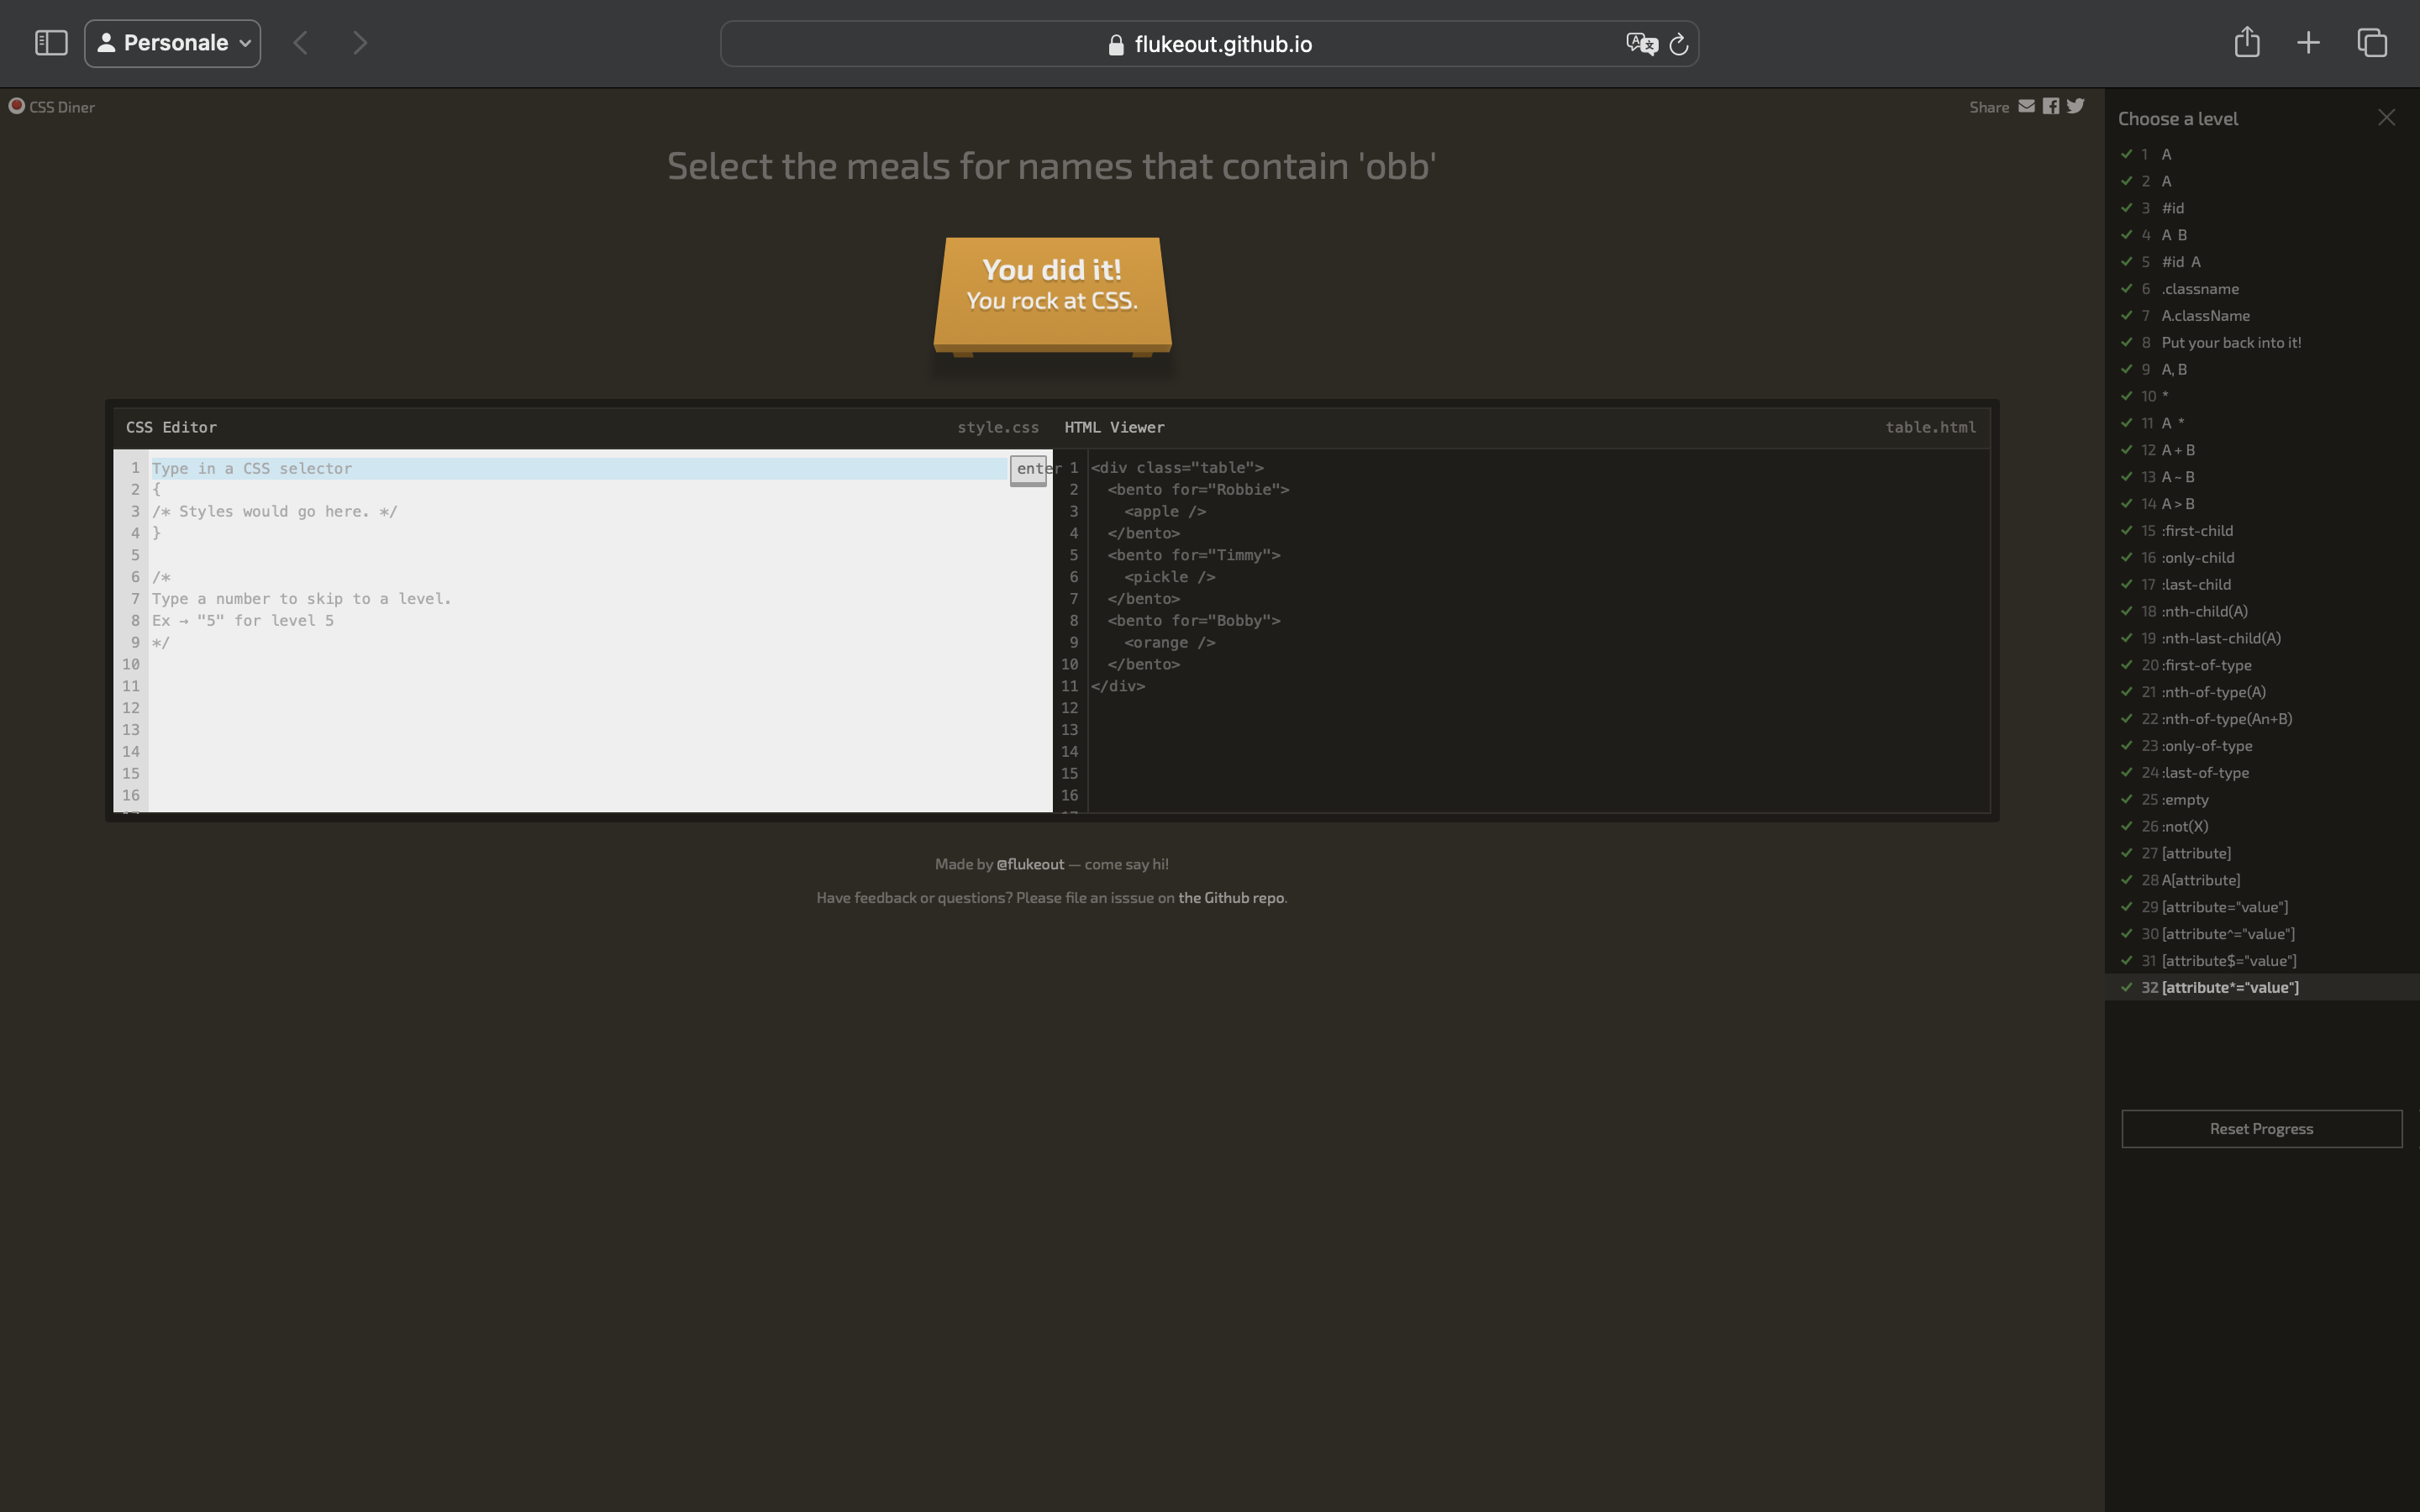 Personale
flukeout.github.io
CSS Diner
Share
Select the meals for names that contain 'obb'
You did it!
You rock at CSS.
CSS Editor
style.css
1 Type in a CSS selector
enter
2 {
3 /* Styles would go here. */
4 }
5
6 /*
7 Type a number to skip to a level.
8 Ex → "5" for level 5
9 */
10
11
12
13
14
15
16
HTML Viewer
table.html
1 <div class="table">
2 <bento for="Robbie">
3 <apple />
4 </bento>
5 <bento for="Timmy">
6 <pickle />
7 </bento>
8 <bento for="Bobby">
9 <orange />
10 </bento>
11 </div>
12
13
14
15
16
Made by @flukeout — come say hi!
Have feedback or questions? Please file an isssue on the Github repo.
Choose a level
1 A
2 A
3 #id
4 A B
5 #id A
6 .classname
7 A.className
8 Put your back into it!
9 A, B
10 *
11 A *
12 A + B
13 A ~ B
14 A > B
15 :first-child
16 :only-child
17 :last-child
18 :nth-child(A)
19 :nth-last-child(A)
20 :first-of-type
21 :nth-of-type(A)
22 :nth-of-type(An+B)
23 :only-of-type
24 :last-of-type
25 :empty
26 :not(X)
27 [attribute]
28 A[attribute]
29 [attribute="value"]
30 [attribute^="value"]
31 [attribute$="value"]
32 [attribute*="value"]
Reset Progress